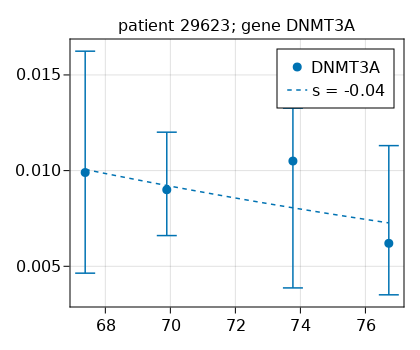 patient 29623; gene DNMT3A
DNMT3A
s = -0.04
0.015
0.010
0.005
68 70 72 74 76